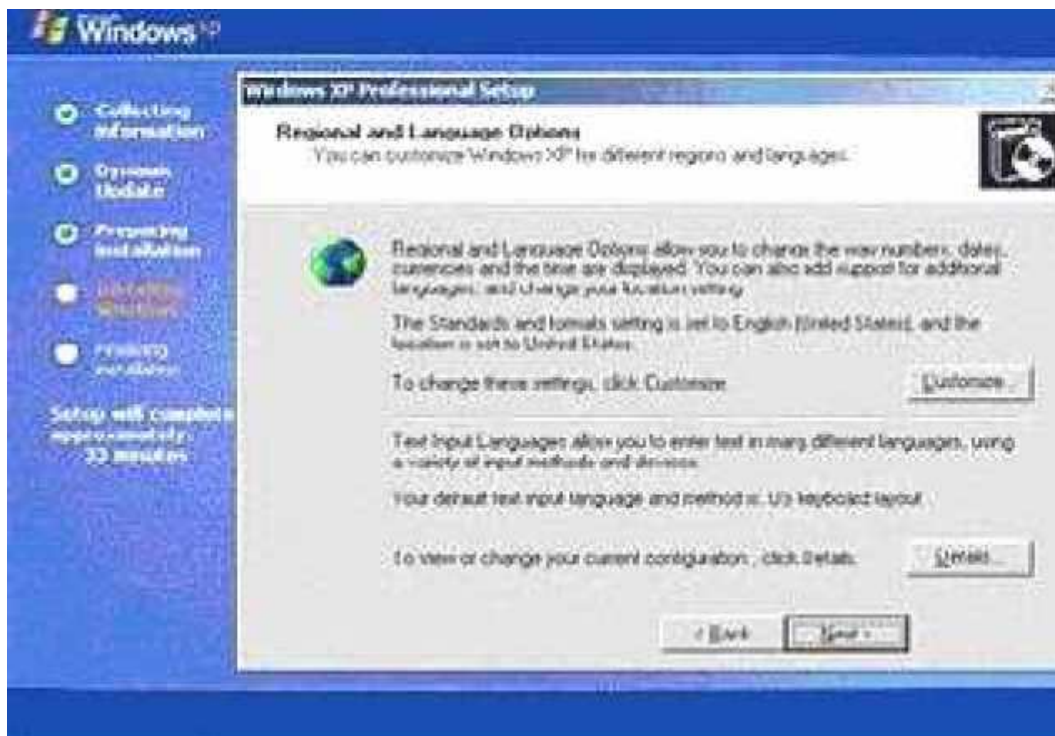 Windows xp
Collecting
information
Dynamic
Update
Preparing
installation
Installing
Windows
Finalizing
installation
Setup will complete
approximately:
33 minutes
Windows XP Professional Setup
Regional and Language Options
You can customize Windows XP for different regions and languages.
Regional and Language Options allow you to change the way numbers, dates,
currencies and the time are displayed. You can also add support for additional
languages, and change your location setting.
The Standards and formats setting is set to English (United States), and the
location is set to United States.
To change these settings, click Customize.
Customize...
Text Input Languages allow you to enter text in many different languages, using
a variety of input methods and devices.
Your default text input language and method is: US keyboard layout
To view or change your current configuration, click Details.
Details...
< Back
Next >